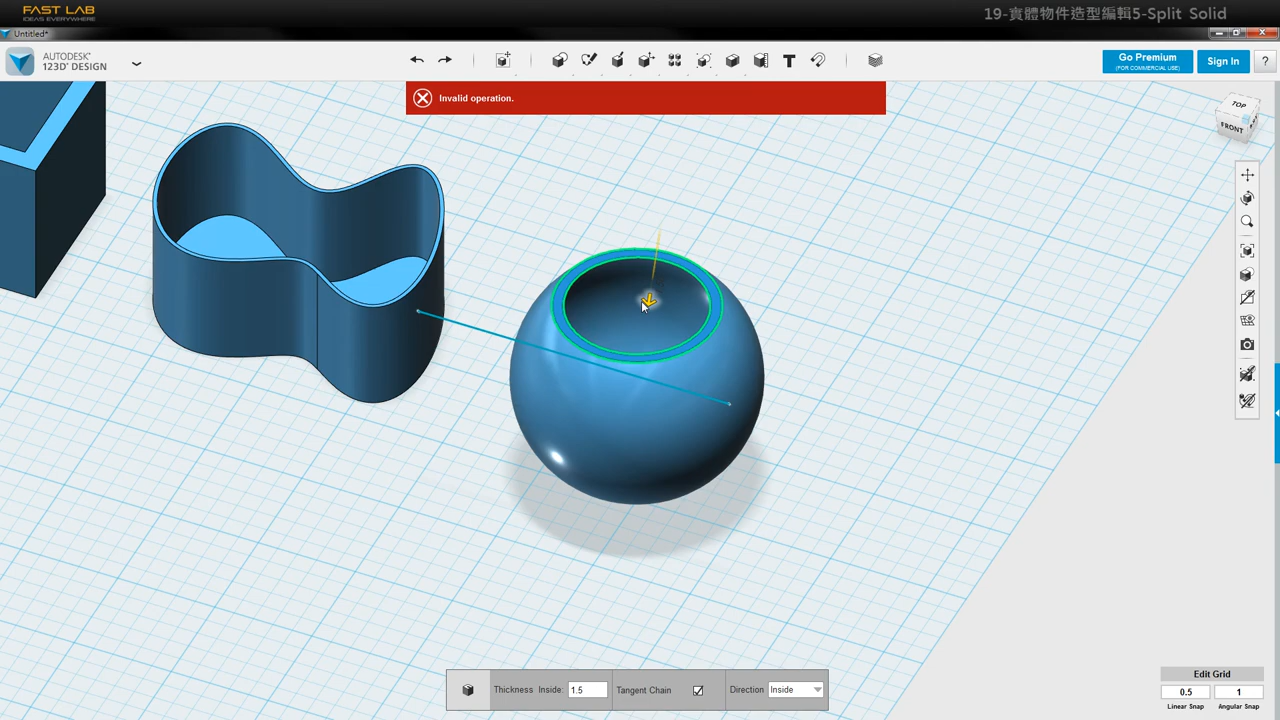 FAST LAB
IDEAS EVERYWHERE
19-實體物件造型編輯5-Split Solid
Untitled*
AUTODESK®
123D® DESIGN
T
Go Premium
(FOR COMMERCIAL USE)
Sign In
?
Invalid operation.
TOP
FRONT
Thickness Inside: 1.5
Tangent Chain
Direction Inside
Edit Grid
0.5 1
Linear Snap Angular Snap